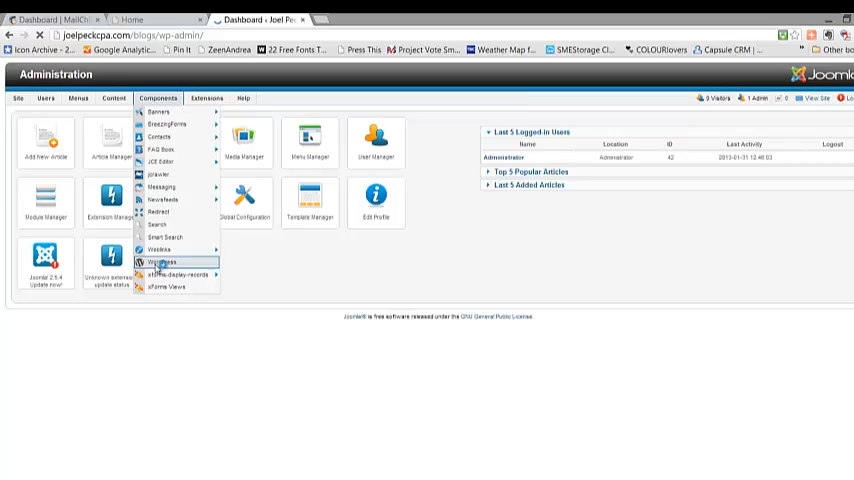 Dashboard | MailChi
Home
Dashboard ‹ Joel Pec
joelpeckcpa.com/blogs/wp-admin/
Icon Archive - 2...
Google Analytic...
Pin It
ZeenAndrea
22 Free Fonts T...
Press This
Project Vote Sm...
Weather Map f...
SMEStorage Cl...
COLOURlovers
Capsule CRM | ...
Other bo
Administration
Joomla
Site
Users
Menus
Content
Components
Extensions
Help
0 Visitors
1 Admin
0
View Site
Lo
Banners
BreezingForms
Contacts
FAQ Book
JCE Editor
jcrawler
Messaging
Newsfeeds
Redirect
Search
Smart Search
Weblinks
WordPress
xforms-display-records
xForms Views
Add New Article
Article Manager
Media Manager
Menu Manager
User Manager
Module Manager
Extension Manag
Global Configuration
Template Manager
Edit Profile
Joomla! 2.5.4
Update now!
Unknown extens
update status
Last 5 Logged-in Users
Name
Location
ID
Last Activity
Logout
Administrator
Administrator
42
2013-01-31 12:46:03
Top 5 Popular Articles
Last 5 Added Articles
Joomla!® is free software released under the GNU General Public License.